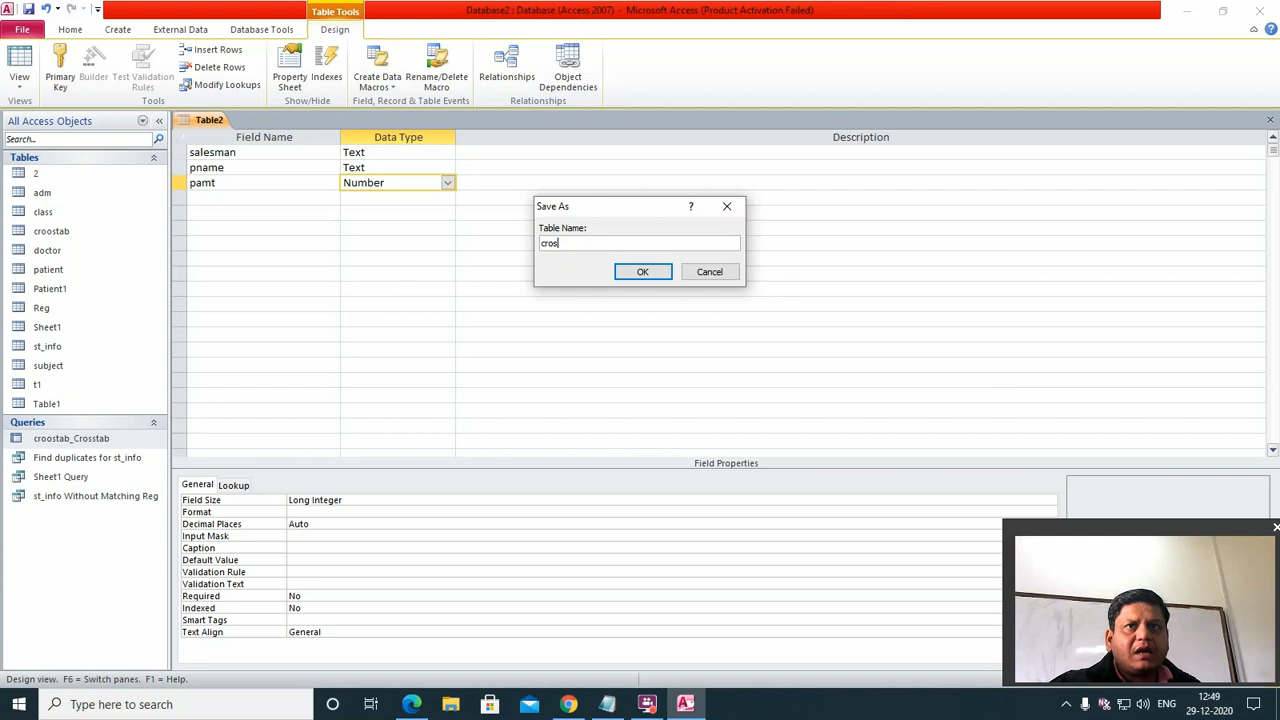 Table Tools
Database2 : Database (Access 2007) - Microsoft Access (Product Activation Failed)
File Home Create External Data Database Tools Design
View
Primary Key
Builder
Test Validation Rules
Insert Rows
Delete Rows
Modify Lookups
Property Sheet
Indexes
Create Data Macros
Rename/Delete Macro
Relationships
Object Dependencies
Views Tools Show/Hide Field, Record & Table Events Relationships
All Access Objects
Search...
Tables
2
adm
class
croostab
doctor
patient
Patient1
Reg
Sheet1
st_info
subject
t1
Table1
Queries
croostab_Crosstab
Find duplicates for st_info
Sheet1 Query
st_info Without Matching Reg
Table2
Field Name Data Type Description
salesman Text
pname Text
pamt Number
Save As ?
Table Name:
cros
OK Cancel
Field Properties
General Lookup
Field Size Long Integer
Format
Decimal Places Auto
Input Mask
Caption
Default Value
Validation Rule
Validation Text
Required No
Indexed No
Smart Tags
Text Align General
Design view. F6 = Switch panes. F1 = Help.
Type here to search
ENG
12:49
29-12-2020